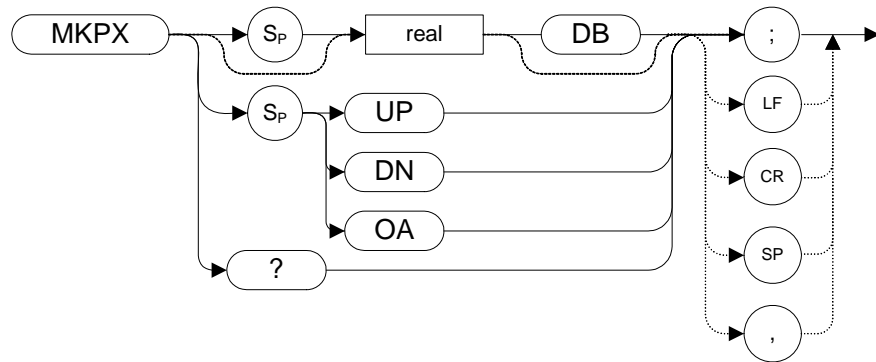 MKPX SP real DB ;
LF
SP UP
DN CR
OA SP
?
,